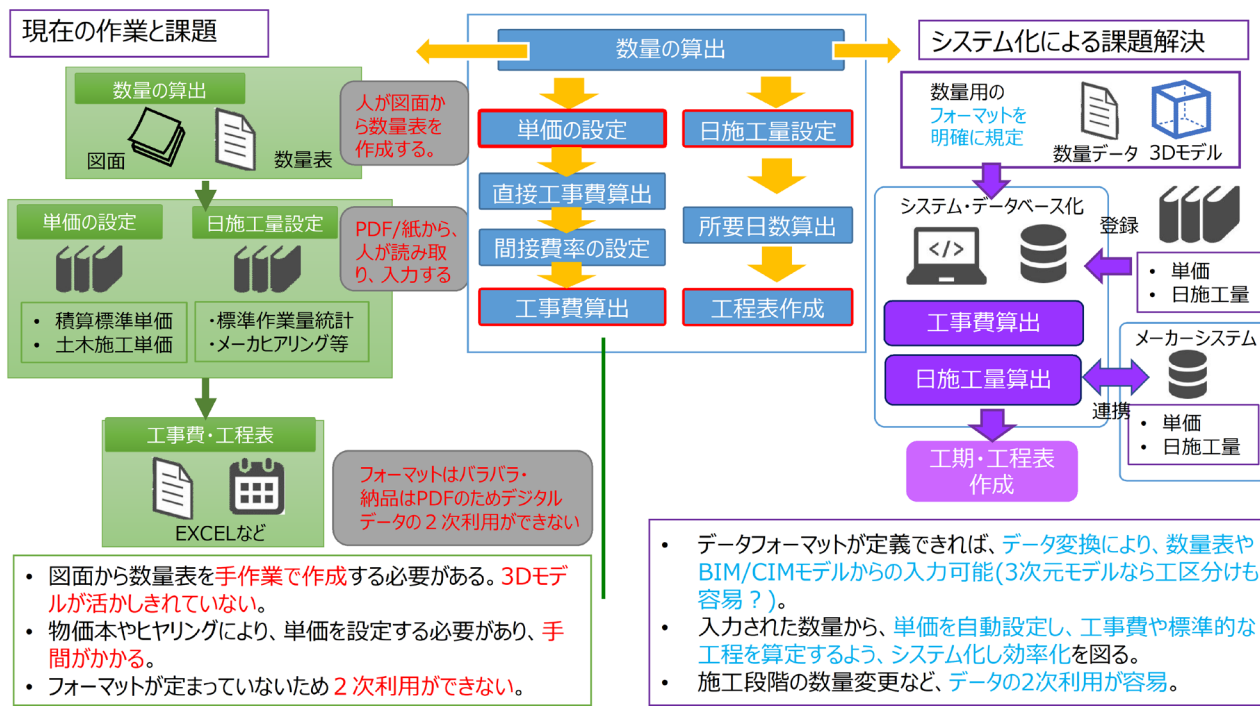 現在の作業と課題
数量の算出
図面
数量表
人が図面か
ら数量表を
作成する。
単価の設定
日施工量設定
PDF/紙から、
人が読み取
り、入力する
• 積算標準単価
• 土木施工単価
・標準作業量統計
・メーカヒアリング等
工事費・工程表
EXCELなど
フォーマットはバラバラ・
納品はPDFのためデジタル
データの２次利用ができない
• 図面から数量表を手作業で作成する必要がある。3Dモデ
ルが活かしきれていない。
• 物価本やヒヤリングにより、単価を設定する必要があり、手
間がかかる。
• フォーマットが定まっていないため２次利用ができない。
数量の算出
単価の設定
日施工量設定
直接工事費算出
間接費率の設定
所要日数算出
工事費算出
工程表作成
システム化による課題解決
数量用の
フォーマットを
明確に規定
数量データ
3Dモデル
システム・データベース化
</>
登録
• 単価
• 日施工量
工事費算出
日施工量算出
メーカーシステム
連携
• 単価
• 日施工量
工期・工程表
作成
• データフォーマットが定義できれば、データ変換により、数量表や
BIM/CIMモデルからの入力可能(3次元モデルなら工区分けも
容易？)。
• 入力された数量から、単価を自動設定し、工事費や標準的な
工程を算定するよう、システム化し効率化を図る。
• 施工段階の数量変更など、データの2次利用が容易。